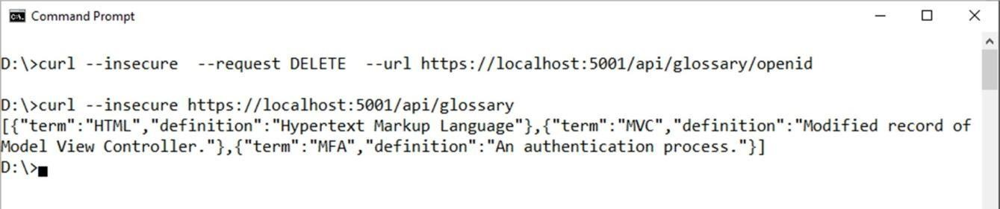 Command Prompt
D:\>curl --insecure  --request DELETE  --url https://localhost:5001/api/glossary/openid
D:\>curl --insecure https://localhost:5001/api/glossary
[{"term":"HTML","definition":"Hypertext Markup Language"},{"term":"MVC","definition":"Modified record of
Model View Controller."},{"term":"MFA","definition":"An authentication process."}]
D:\>